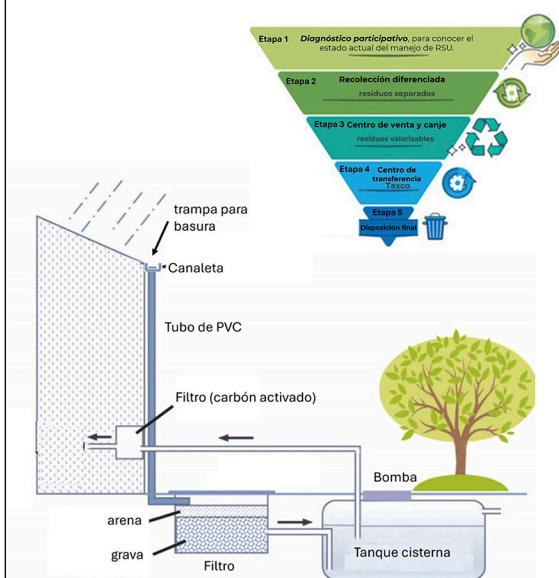 Etapa 1
Diagnóstico participativo, para conocer el
estado actual del manejo de RSU.
Etapa 2
Recolección diferenciada
residuos separados
Etapa 3
Centro de venta y canje
residuos valorizables
Etapa 4
Centro de
transferencia
Taxco
Etapa 5
Disposición final
trampa para
basura
Canaleta
Tubo de PVC
Filtro (carbón activado)
Bomba
arena
grava
Tanque cisterna
Filtro